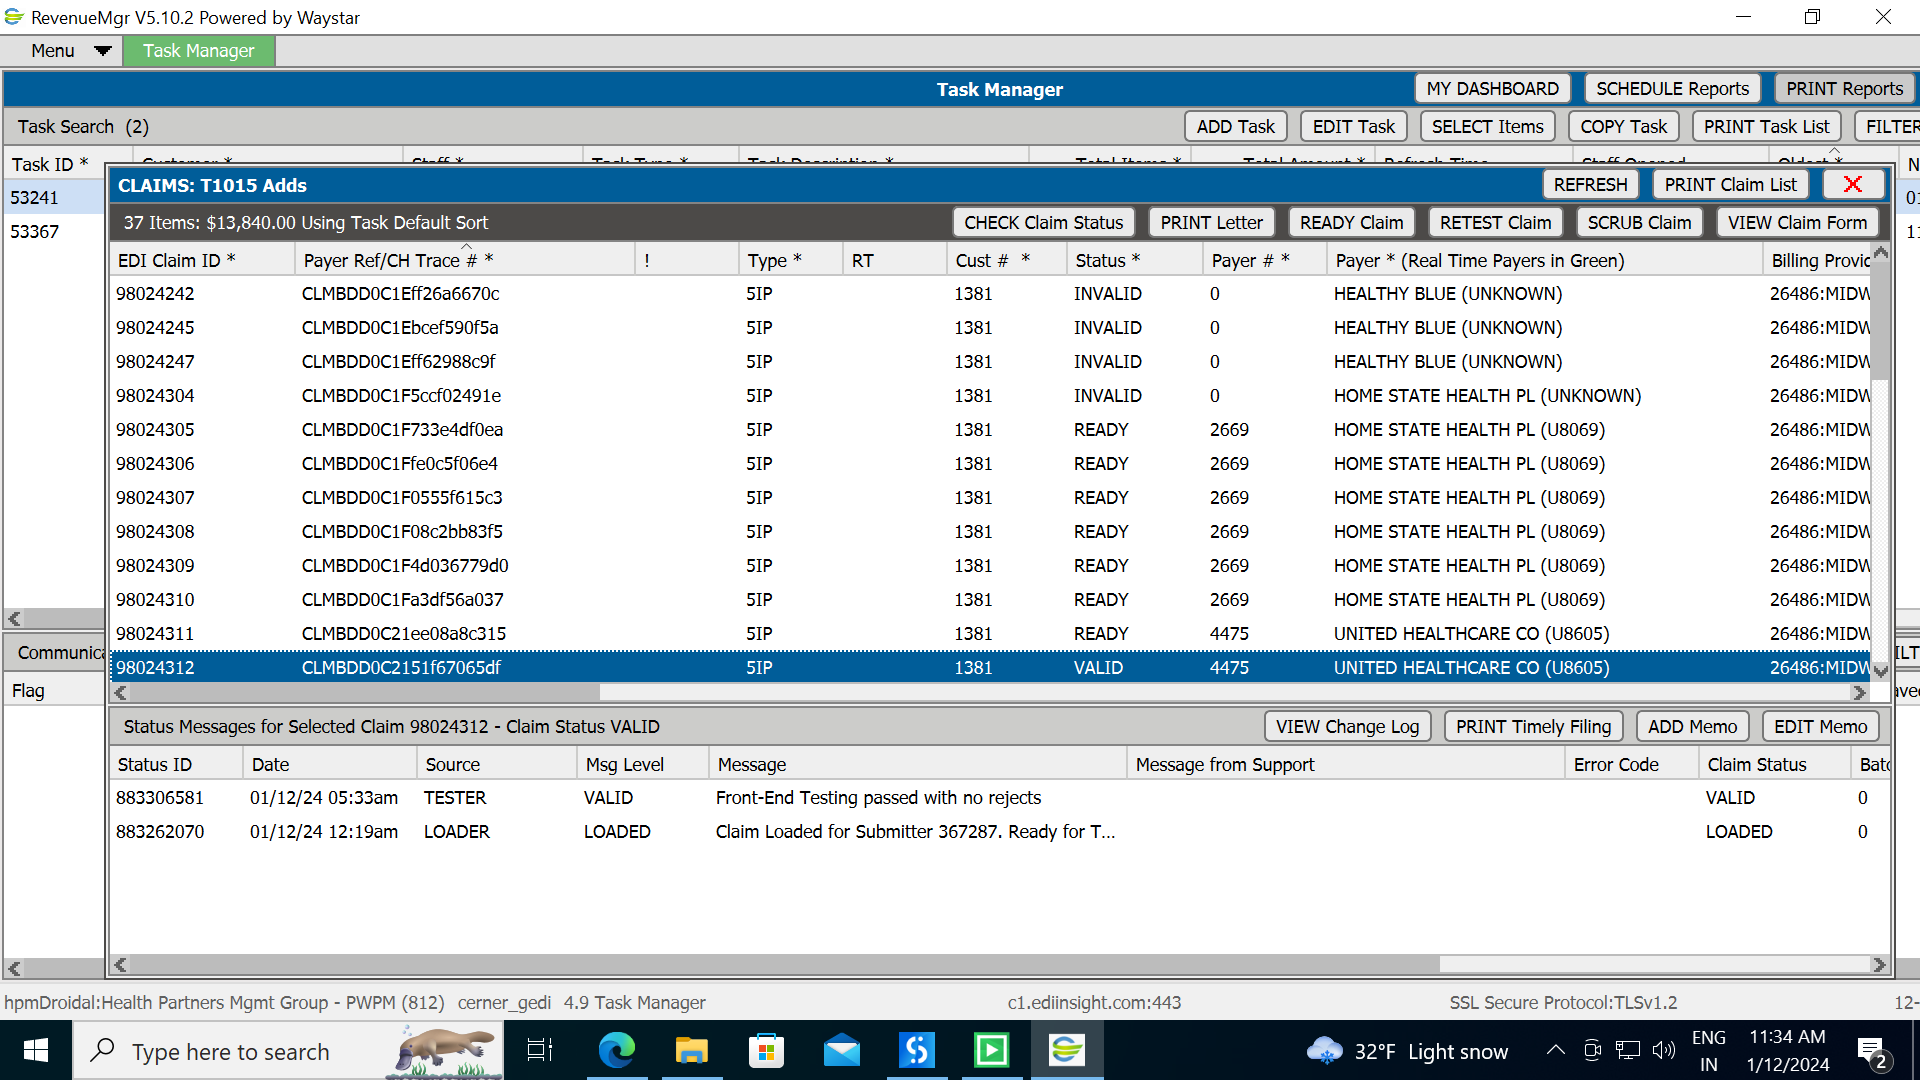 RevenueMgr V5.10.2 Powered by Waystar
Menu Task Manager
Task Manager MY DASHBOARD SCHEDULE Reports PRINT Reports
Task Search (2) ADD Task EDIT Task SELECT Items COPY Task PRINT Task List FILTER
Task ID * Customer * Staff * Task Type * Task Description * Total Items * Total Amount * Refresh Time Staff Opened Oldest * N
53241
53367
CLAIMS: T1015 Adds REFRESH PRINT Claim List X
37 Items: $13,840.00 Using Task Default Sort CHECK Claim Status PRINT Letter READY Claim RETEST Claim SCRUB Claim VIEW Claim Form
EDI Claim ID * Payer Ref/CH Trace # * ! Type * RT Cust # * Status * Payer # * Payer * (Real Time Payers in Green) Billing Provid
98024242 CLMBDD0C1Eff26a6670c 5IP 1381 INVALID 0 HEALTHY BLUE (UNKNOWN) 26486:MIDW
98024245 CLMBDD0C1Ebcef590f5a 5IP 1381 INVALID 0 HEALTHY BLUE (UNKNOWN) 26486:MIDW
98024247 CLMBDD0C1Eff62988c9f 5IP 1381 INVALID 0 HEALTHY BLUE (UNKNOWN) 26486:MIDW
98024304 CLMBDD0C1F5ccf02491e 5IP 1381 INVALID 0 HOME STATE HEALTH PL (UNKNOWN) 26486:MIDW
98024305 CLMBDD0C1F733e4df0ea 5IP 1381 READY 2669 HOME STATE HEALTH PL (U8069) 26486:MIDW
98024306 CLMBDD0C1Ffe0c5f06e4 5IP 1381 READY 2669 HOME STATE HEALTH PL (U8069) 26486:MIDW
98024307 CLMBDD0C1F0555f615c3 5IP 1381 READY 2669 HOME STATE HEALTH PL (U8069) 26486:MIDW
98024308 CLMBDD0C1F08c2bb83f5 5IP 1381 READY 2669 HOME STATE HEALTH PL (U8069) 26486:MIDW
98024309 CLMBDD0C1F4d036779d0 5IP 1381 READY 2669 HOME STATE HEALTH PL (U8069) 26486:MIDW
98024310 CLMBDD0C1Fa3df56a037 5IP 1381 READY 2669 HOME STATE HEALTH PL (U8069) 26486:MIDW
98024311 CLMBDD0C21ee08a8c315 5IP 1381 READY 4475 UNITED HEALTHCARE CO (U8605) 26486:MIDW
98024312 CLMBDD0C2151f67065df 5IP 1381 VALID 4475 UNITED HEALTHCARE CO (U8605) 26486:MIDW
Communica
Flag
Status Messages for Selected Claim 98024312 - Claim Status VALID VIEW Change Log PRINT Timely Filing ADD Memo EDIT Memo
Status ID Date Source Msg Level Message Message from Support Error Code Claim Status Batc
883306581 01/12/24 05:33am TESTER VALID Front-End Testing passed with no rejects VALID 0
883262070 01/12/24 12:19am LOADER LOADED Claim Loaded for Submitter 367287. Ready for T... LOADED 0
hpmDroidal:Health Partners Mgmt Group - PWPM (812) cerner_gedi 4.9 Task Manager c1.ediinsight.com:443 SSL Secure Protocol:TLSv1.2 12-
Type here to search 32°F Light snow ENG IN 11:34 AM 1/12/2024 2